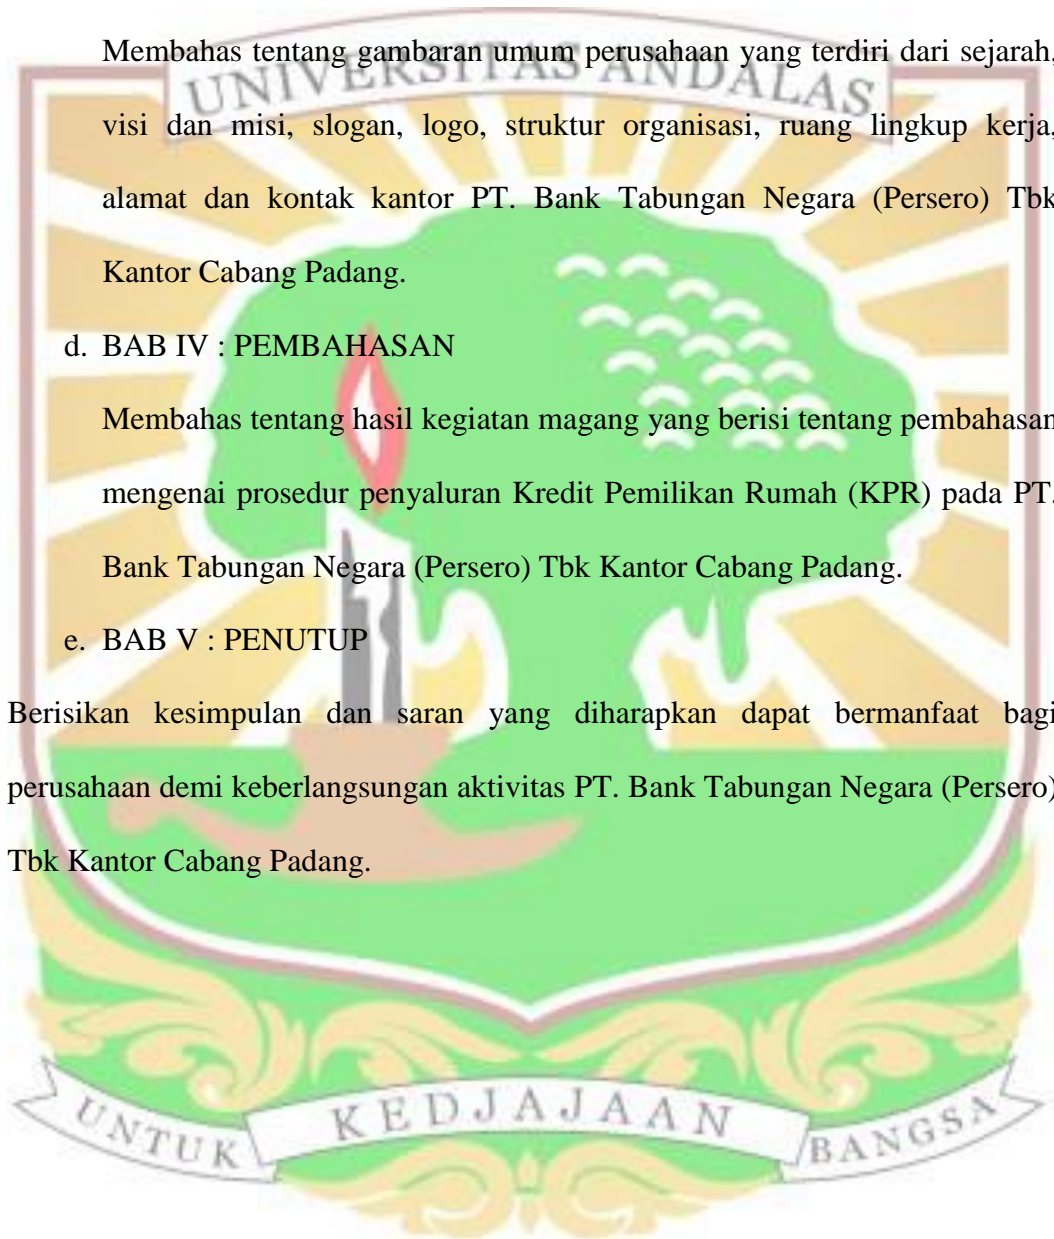 Membahas tentang gambaran umum perusahaan yang terdiri dari sejarah,
UNIVERSITAS ANDALAS
visi dan misi, slogan, logo, struktur organisasi, ruang lingkup kerja,
alamat dan kontak kantor PT. Bank Tabungan Negara (Persero) Tbk
Kantor Cabang Padang.
d. BAB IV : PEMBAHASAN
Membahas tentang hasil kegiatan magang yang berisi tentang pembahasan
mengenai prosedur penyaluran Kredit Pemilikan Rumah (KPR) pada PT.
Bank Tabungan Negara (Persero) Tbk Kantor Cabang Padang.
e. BAB V : PENUTUP
Berisikan kesimpulan dan saran yang diharapkan dapat bermanfaat bagi
perusahaan demi keberlangsungan aktivitas PT. Bank Tabungan Negara (Persero)
Tbk Kantor Cabang Padang.
UNTUK KEDJAJAAN BANGSA